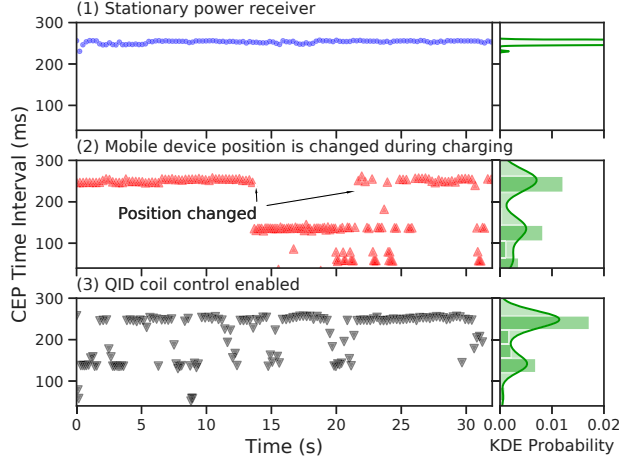 (1) Stationary power receiver
300
200
100
(2) Mobile device position is changed during charging
300
200
100
Position changed
(3) QID coil control enabled
300
200
100
CEP Time Interval (ms)
0 5 10 15 20 25 30
0.00 0.01 0.02
Time (s)
KDE Probability